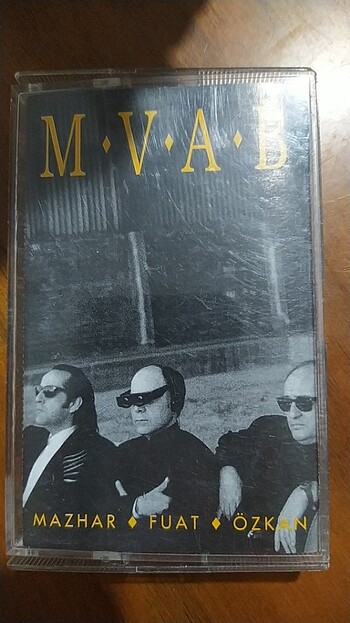 M♦V♦A♦B
MAZHAR ♦ FUAT ♦ ÖZKAN